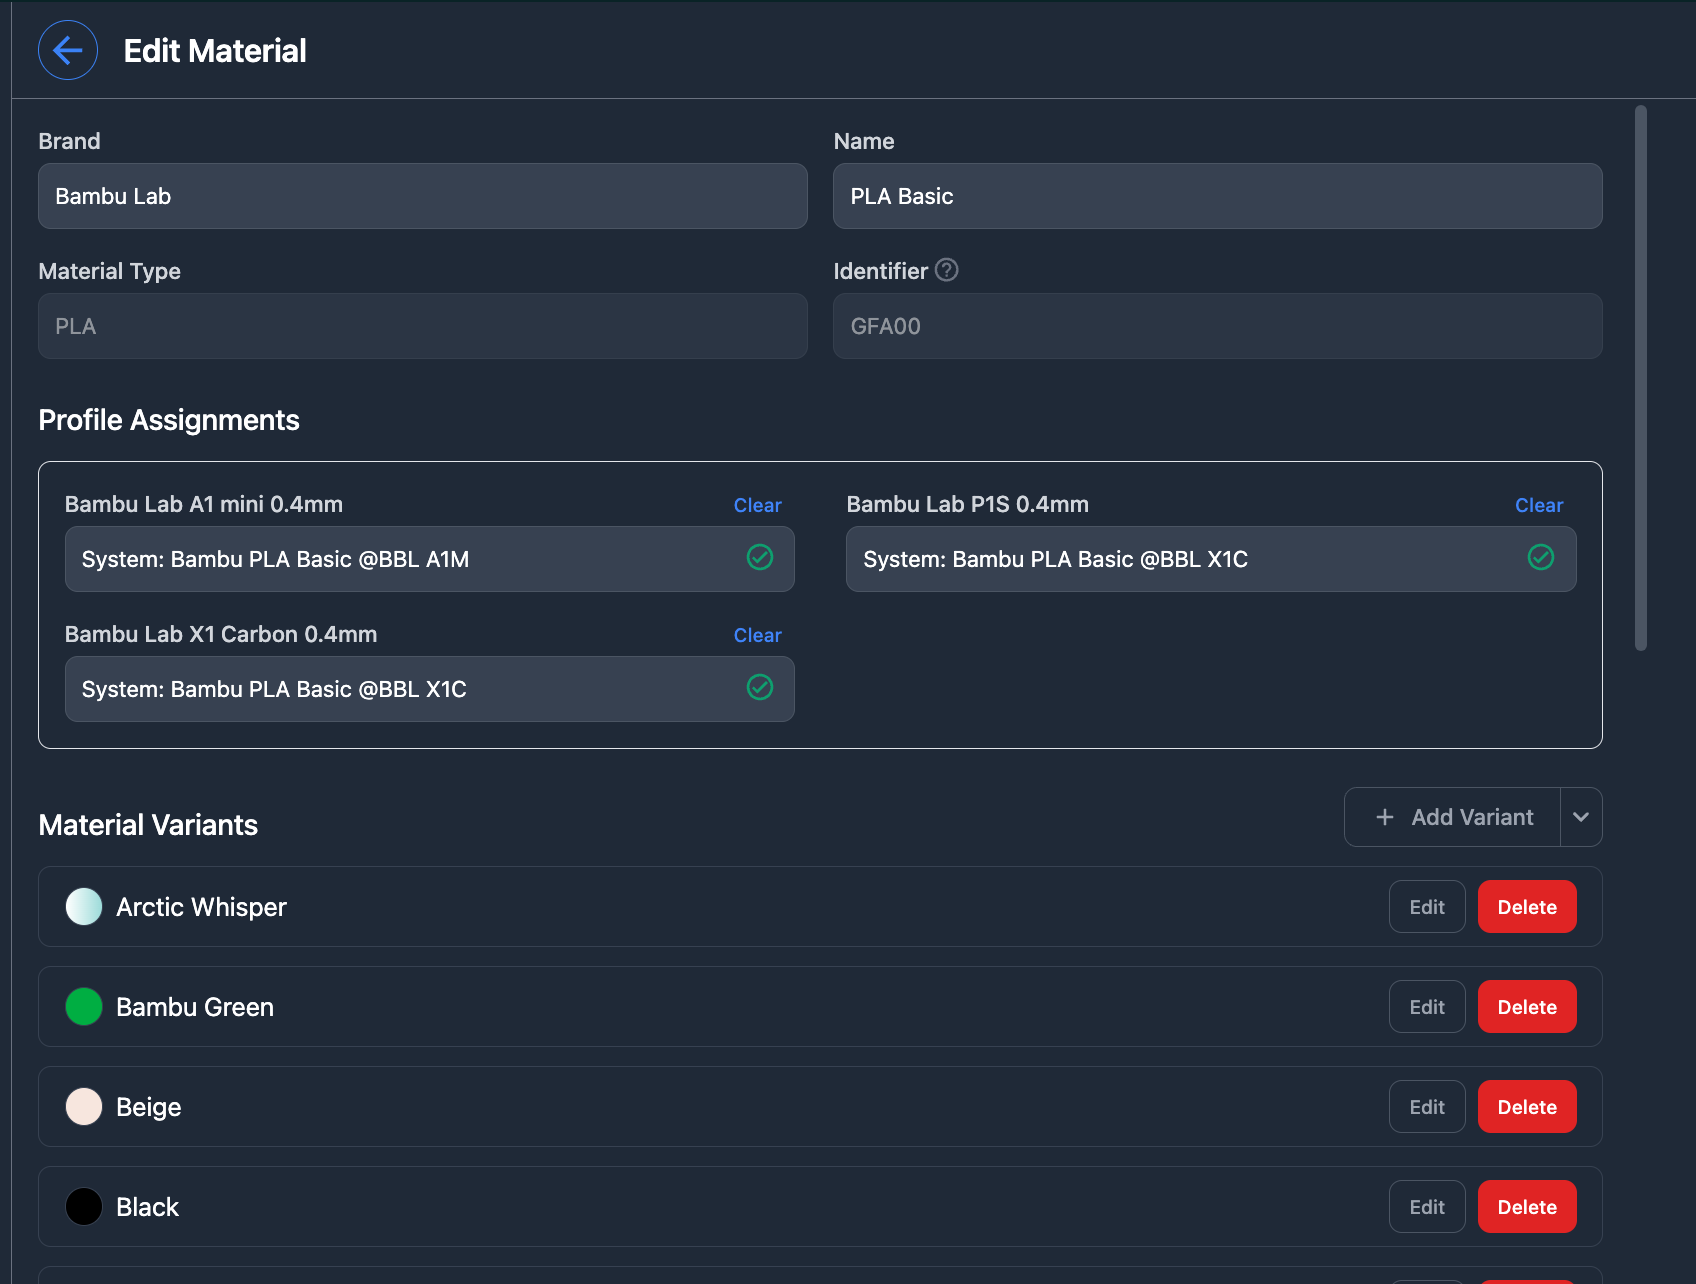 Edit Material
Brand
Name
Bambu Lab
PLA Basic
Material Type
Identifier ?
PLA
GFA00
Profile Assignments
Bambu Lab A1 mini 0.4mm
Clear
Bambu Lab P1S 0.4mm
Clear
System: Bambu PLA Basic @BBL A1M
System: Bambu PLA Basic @BBL X1C
Bambu Lab X1 Carbon 0.4mm
Clear
System: Bambu PLA Basic @BBL X1C
Material Variants
+ Add Variant
Arctic Whisper
Edit
Delete
Bambu Green
Edit
Delete
Beige
Edit
Delete
Black
Edit
Delete